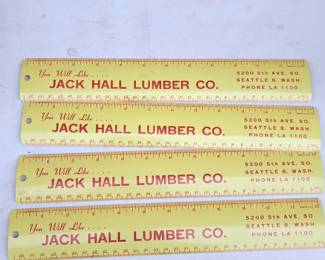 You Will Like . . . .
JACK HALL LUMBER CO.
5200 5th AVE. SO.
SEATTLE 8, WASH.
PHONE LA 1100
You Will Like . . . .
JACK HALL LUMBER CO.
5200 5th AVE. SO.
SEATTLE 8, WASH.
PHONE LA 1100
You Will Like . . . .
JACK HALL LUMBER CO.
5200 5th AVE. SO.
SEATTLE 8, WASH.
PHONE LA 1100
You Will Like . . . .
JACK HALL LUMBER CO.
5200 5th AVE. SO.
SEATTLE 8, WASH.
PHONE LA 1100